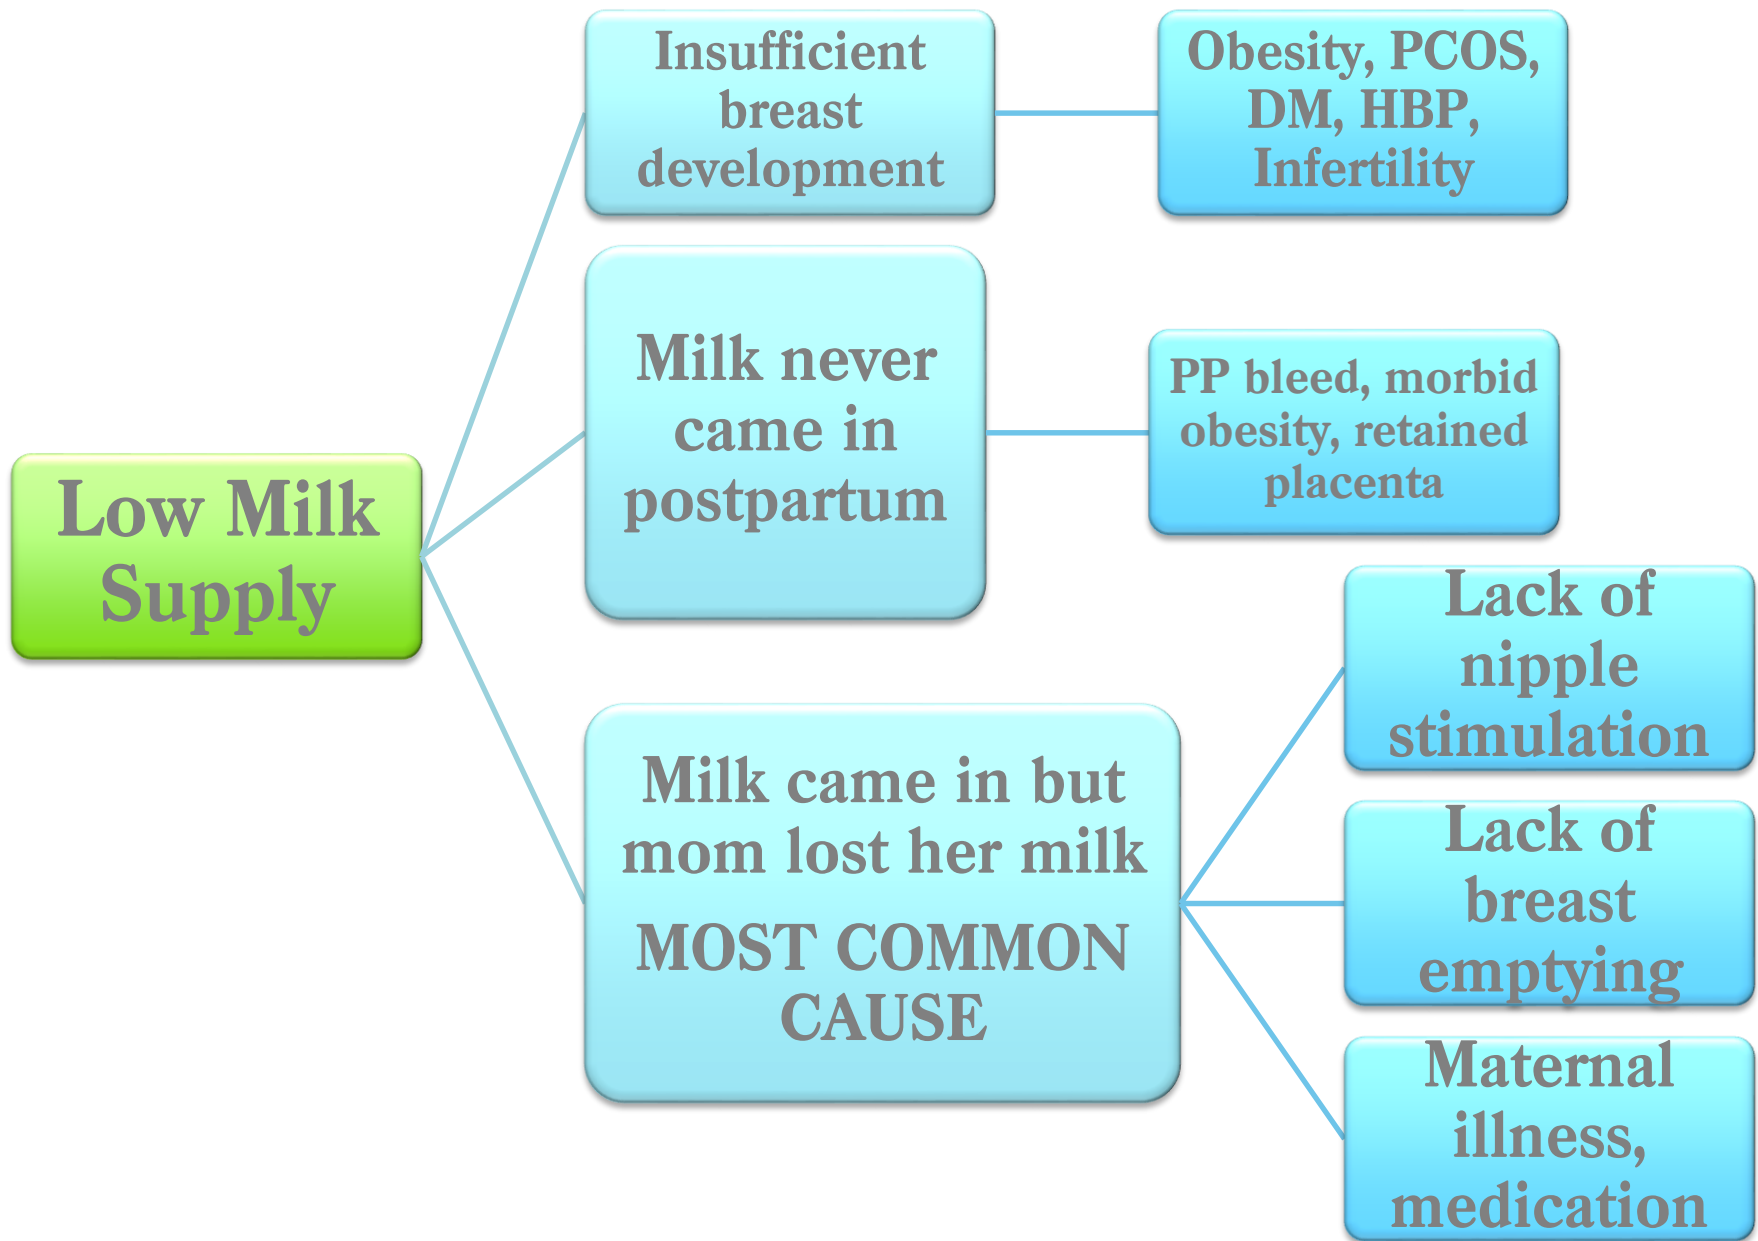 Low Milk
Supply
Insufficient
breast
development
Obesity, PCOS,
DM, HBP,
Infertility
Milk never
came in
postpartum
PP bleed, morbid
obesity, retained
placenta
Milk came in but
mom lost her milk
MOST COMMON
CAUSE
Lack of
nipple
stimulation
Lack of
breast
emptying
Maternal
illness,
medication